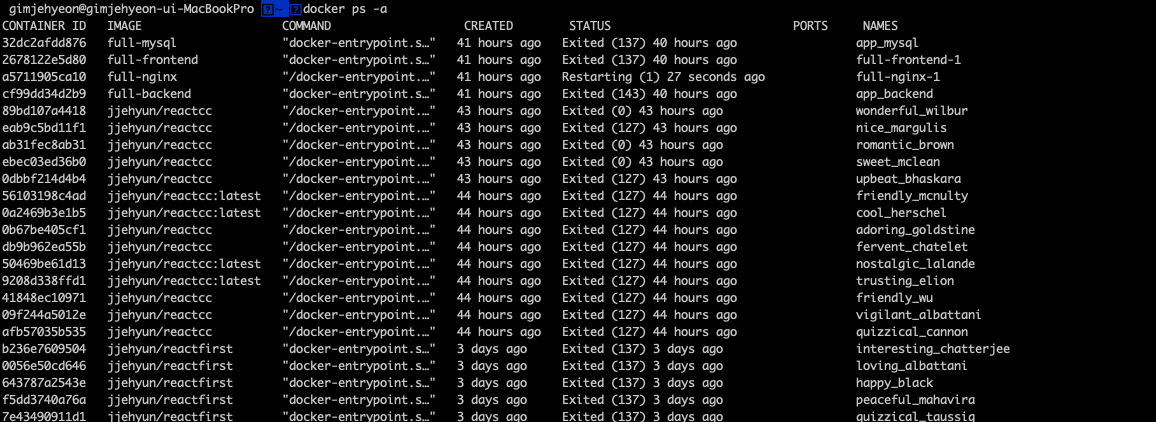 gimjehyeon@gimjehyeon-ui-MacBookPro ~ docker ps -a
CONTAINER ID IMAGE COMMAND CREATED STATUS PORTS NAMES
32dc2afdd876 full-mysql "docker-entrypoint.s…" 41 hours ago Exited (137) 40 hours ago app_mysql
2678122e5d80 full-frontend "docker-entrypoint.s…" 41 hours ago Exited (137) 40 hours ago full-frontend-1
a5711905ca10 full-nginx "/docker-entrypoint.…" 41 hours ago Restarting (1) 27 seconds ago full-nginx-1
cf99dd34d2b9 full-backend "docker-entrypoint.s…" 41 hours ago Exited (143) 40 hours ago app_backend
89bd107a4418 jjehyun/reactcc "/docker-entrypoint.…" 43 hours ago Exited (0) 43 hours ago wonderful_wilbur
eab9c5bd11f1 jjehyun/reactcc "/docker-entrypoint.…" 43 hours ago Exited (127) 43 hours ago nice_margulis
ab31fec8ab31 jjehyun/reactcc "/docker-entrypoint.…" 43 hours ago Exited (0) 43 hours ago romantic_brown
ebec03ed36b0 jjehyun/reactcc "/docker-entrypoint.…" 43 hours ago Exited (0) 43 hours ago sweet_mclean
0dbbf214d4b4 jjehyun/reactcc "/docker-entrypoint.…" 43 hours ago Exited (127) 43 hours ago upbeat_bhaskara
56103198c4ad jjehyun/reactcc:latest "/docker-entrypoint.…" 44 hours ago Exited (127) 44 hours ago friendly_mcnulty
0a2469b3e1b5 jjehyun/reactcc:latest "/docker-entrypoint.…" 44 hours ago Exited (127) 44 hours ago cool_herschel
0b67be405cf1 jjehyun/reactcc "/docker-entrypoint.…" 44 hours ago Exited (127) 44 hours ago adoring_goldstine
db9b962ea55b jjehyun/reactcc "/docker-entrypoint.…" 44 hours ago Exited (127) 44 hours ago fervent_chatelet
50469be61d13 jjehyun/reactcc:latest "/docker-entrypoint.…" 44 hours ago Exited (127) 44 hours ago nostalgic_lalande
9208d338ffd1 jjehyun/reactcc:latest "/docker-entrypoint.…" 44 hours ago Exited (127) 44 hours ago trusting_elion
41848ec10971 jjehyun/reactcc "/docker-entrypoint.…" 44 hours ago Exited (127) 44 hours ago friendly_wu
09f244a5012e jjehyun/reactcc "/docker-entrypoint.…" 44 hours ago Exited (127) 44 hours ago vigilant_albattani
afb57035b535 jjehyun/reactcc "/docker-entrypoint.…" 44 hours ago Exited (127) 44 hours ago quizzical_cannon
b236e7609504 jjehyun/reactfirst "docker-entrypoint.s…" 3 days ago Exited (137) 3 days ago interesting_chatterjee
0056e50cd646 jjehyun/reactfirst "docker-entrypoint.s…" 3 days ago Exited (137) 3 days ago loving_albattani
643787a2543e jjehyun/reactfirst "docker-entrypoint.s…" 3 days ago Exited (137) 3 days ago happy_black
f5dd3740a76a jjehyun/reactfirst "docker-entrypoint.s…" 3 days ago Exited (137) 3 days ago peaceful_mahavira
7e43490911d1 jjehyun/reactfirst "docker-entrypoint.s…" 3 days ago Exited (137) 3 days ago quizzical_taussig